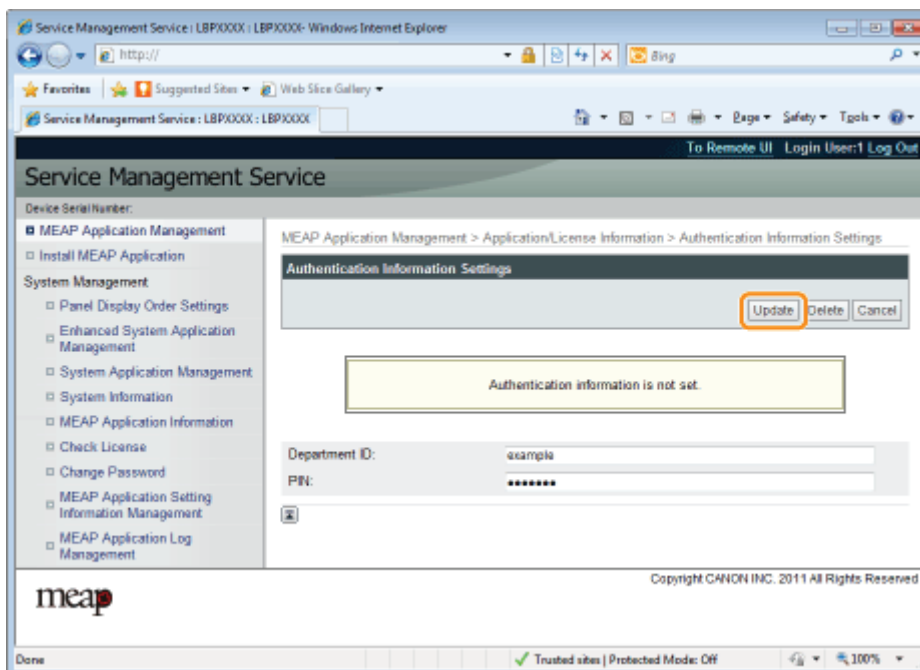 Service Management Service : LBPXXXX : LBPXXXX- Windows Internet Explorer
http://
Bing
Favorites Suggested Sites Web Slice Gallery
Service Management Service : LBPXXXX : LBPXXXX
Page Safety Tools
To Remote UI Login User:1 Log Out
Service Management Service
Device Serial Number:
MEAP Application Management
Install MEAP Application
System Management
Panel Display Order Settings
Enhanced System Application
Management
System Application Management
System Information
MEAP Application Information
Check License
Change Password
MEAP Application Setting
Information Management
MEAP Application Log
Management
MEAP Application Management > Application/License Information > Authentication Information Settings
Authentication Information Settings
Update Delete Cancel
Authentication information is not set.
Department ID: example
PIN: •••••••
Copyright CANON INC. 2011 All Rights Reserved
meap
Done Trusted sites | Protected Mode: Off 100%